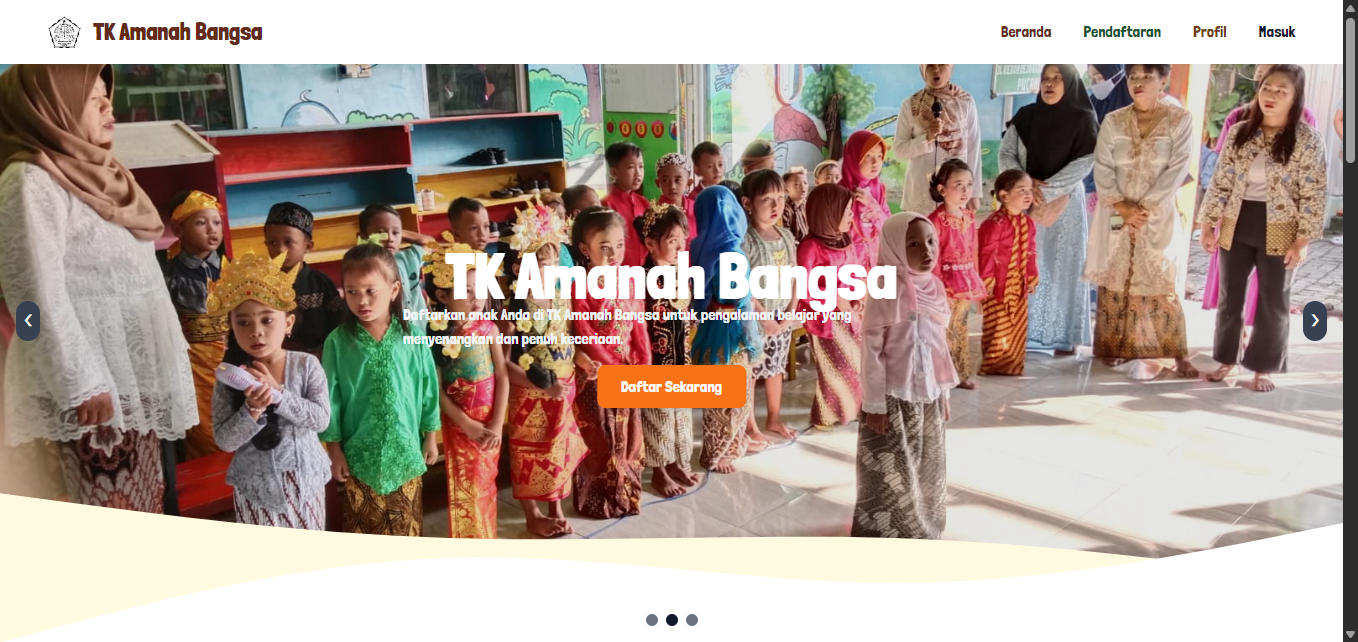 TK Amanah Bangsa
Beranda
Pendaftaran
Profil
Masuk
TK Amanah Bangsa
Daftarkan anak Anda di TK Amanah Bangsa untuk pengalaman belajar yang
menyenangkan dan penuh keceriaan.
Daftar Sekarang